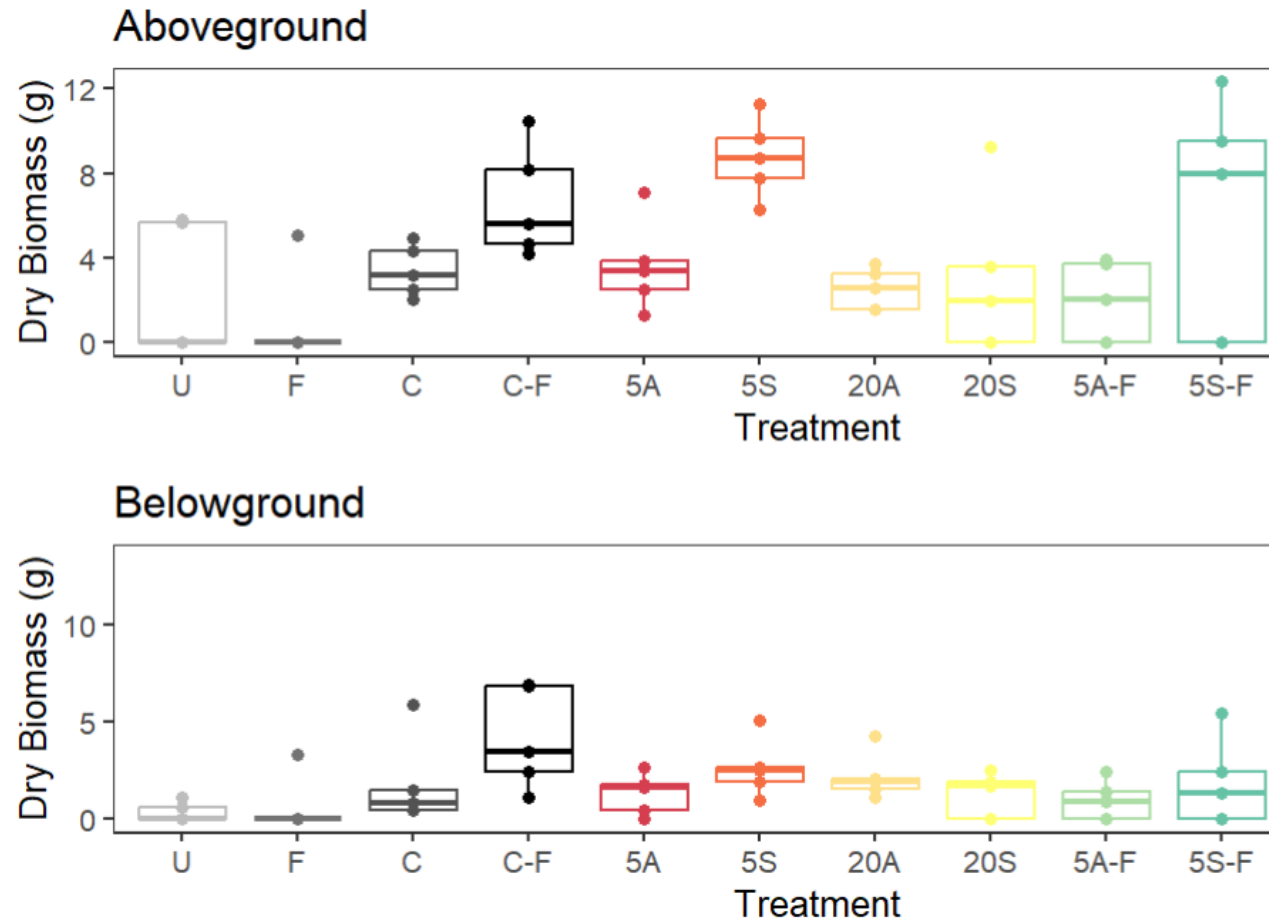 Aboveground
Dry Biomass (g)
12
8
4
0
U F C C-F 5A 5S 20A 20S 5A-F 5S-F
Treatment
Belowground
Dry Biomass (g)
10
5
0
U F C C-F 5A 5S 20A 20S 5A-F 5S-F
Treatment